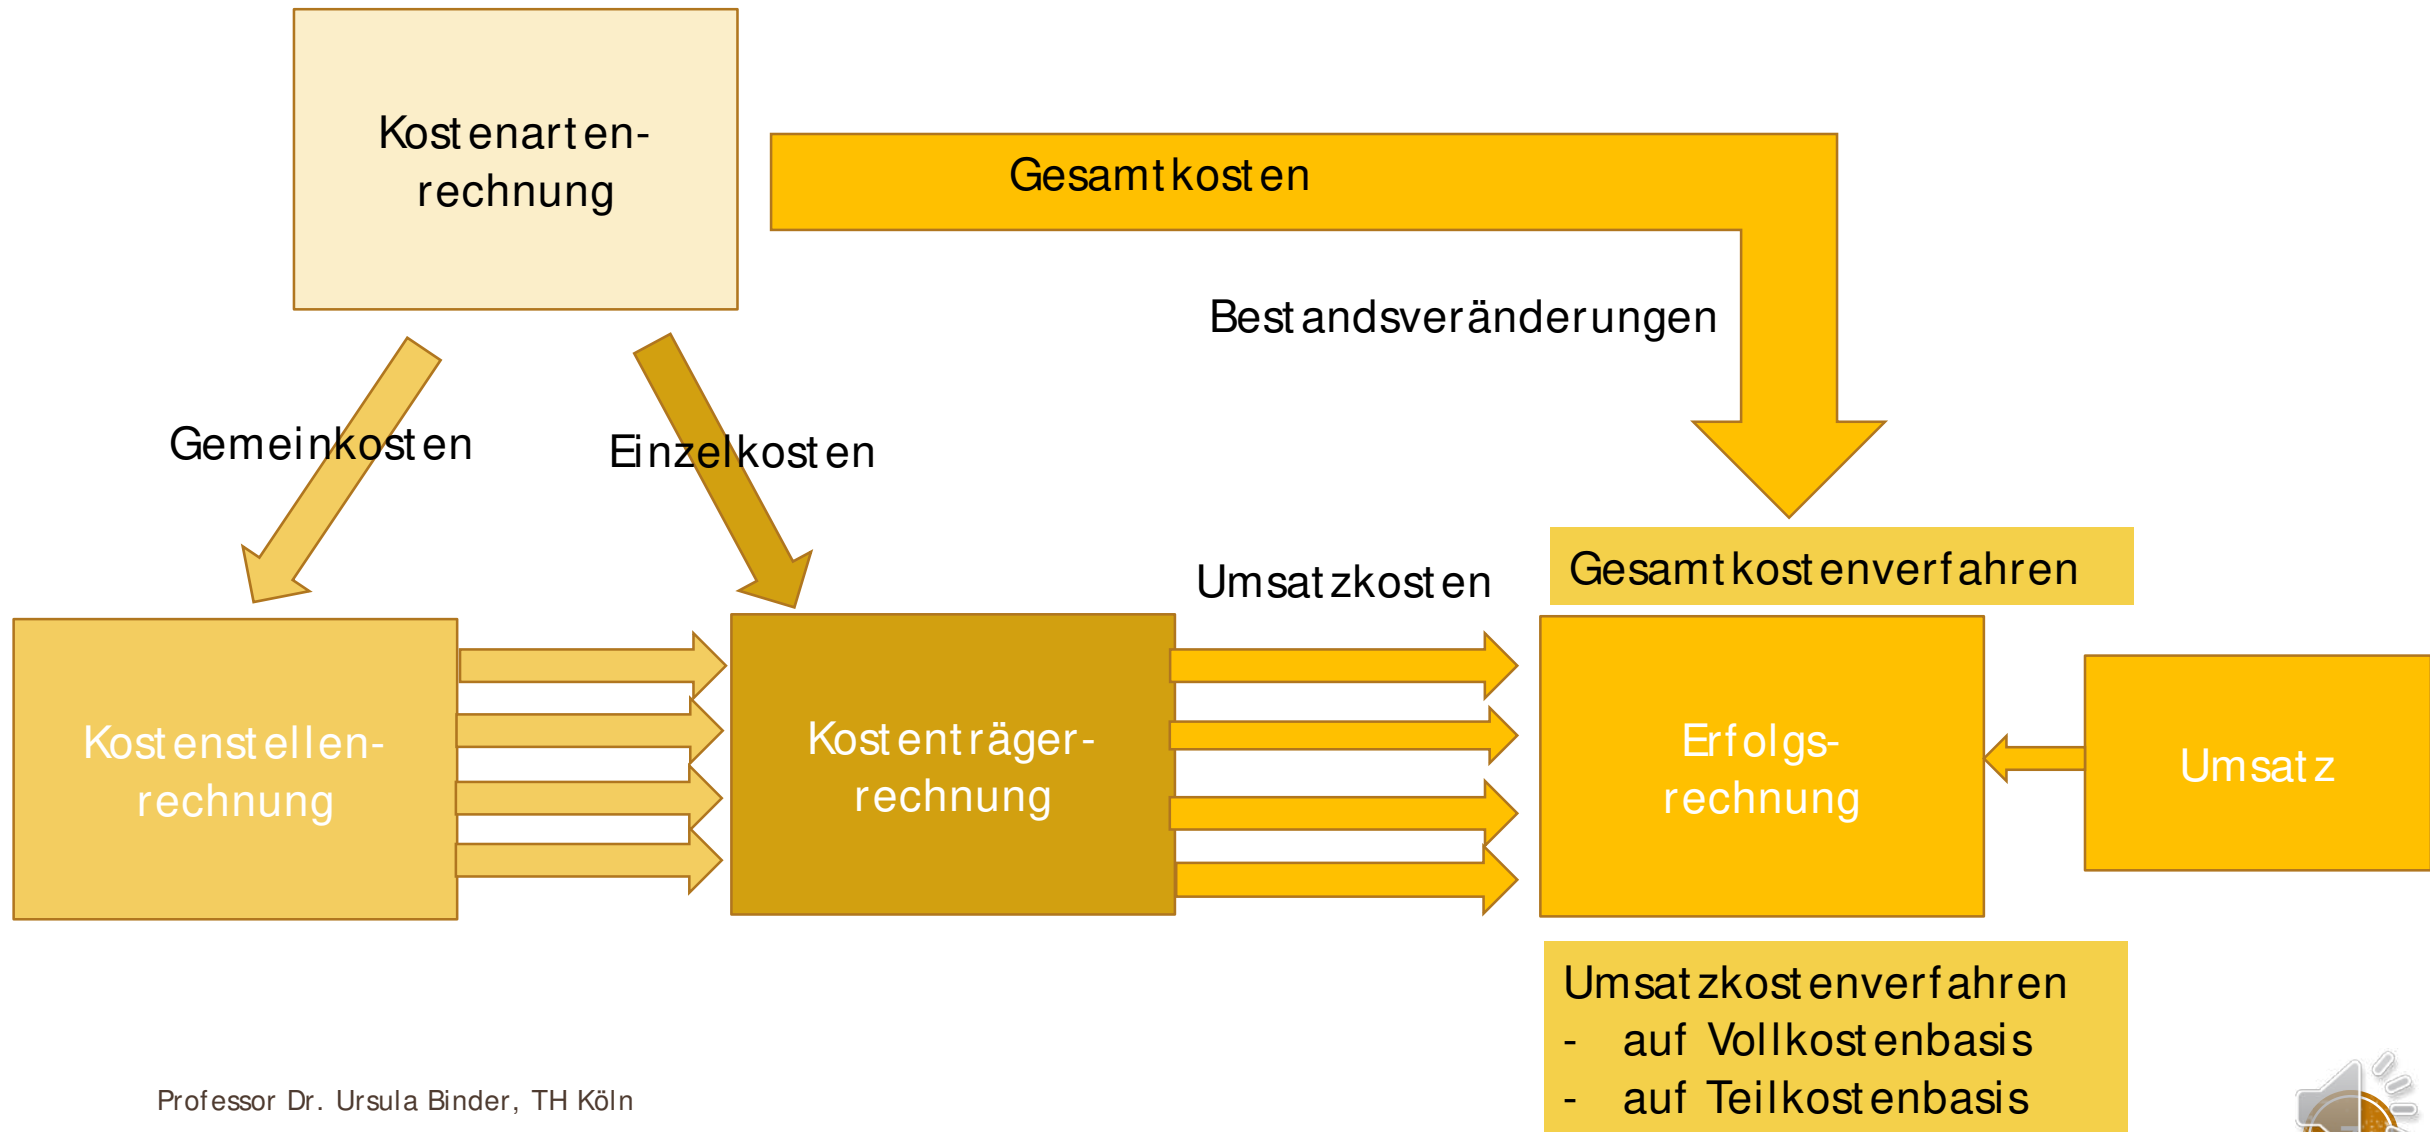 Kostenarten-
rechnung
Gesamtkosten
Bestandsveränderungen
Gemeinkosten
Einzelkosten
Umsatzkosten
Gesamtkostenverfahren
Kostenstellen-
rechnung
Kostenträger-
rechnung
Erfolgs-
rechnung
Umsatz
Umsatzkostenverfahren
- auf Vollkostenbasis
- auf Teilkostenbasis
Professor Dr. Ursula Binder, TH Köln